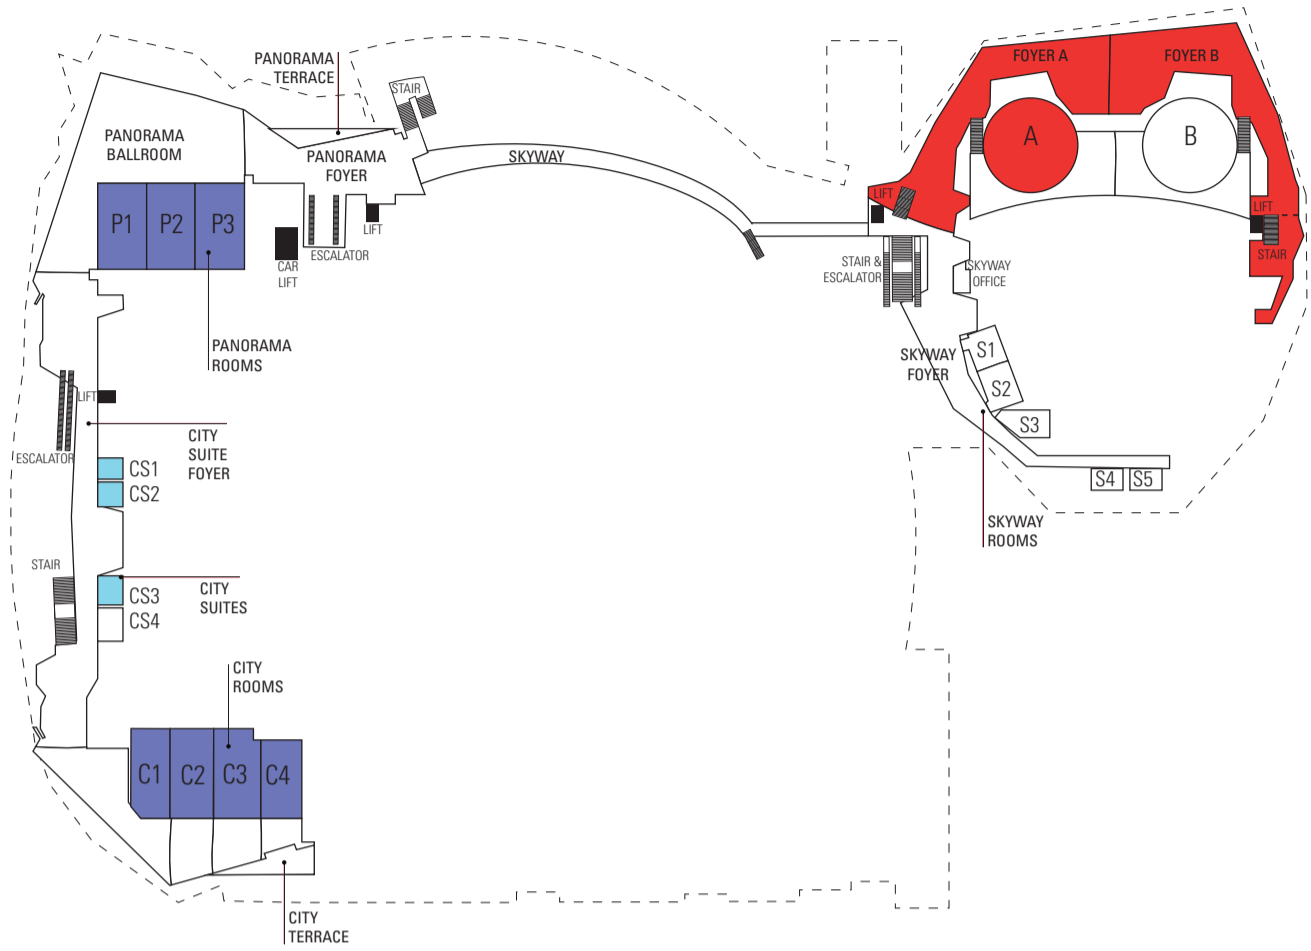 PANORAMA
TERRACE
FOYER A
FOYER B
STAIR
PANORAMA
BALLROOM
PANORAMA
FOYER
SKYWAY
A
B
P1
P2
P3
LIFT
LIFT
LIFT
CAR
LIFT
ESCALATOR
STAIR &
ESCALATOR
SKYWAY
OFFICE
STAIR
PANORAMA
ROOMS
SKYWAY
FOYER
S1
S2
S3
S4
S5
LIFT
CITY
SUITE
FOYER
ESCALATOR
CS1
CS2
SKYWAY
ROOMS
STAIR
CS3
CS4
CITY
SUITES
CITY
ROOMS
C1
C2
C3
C4
CITY
TERRACE